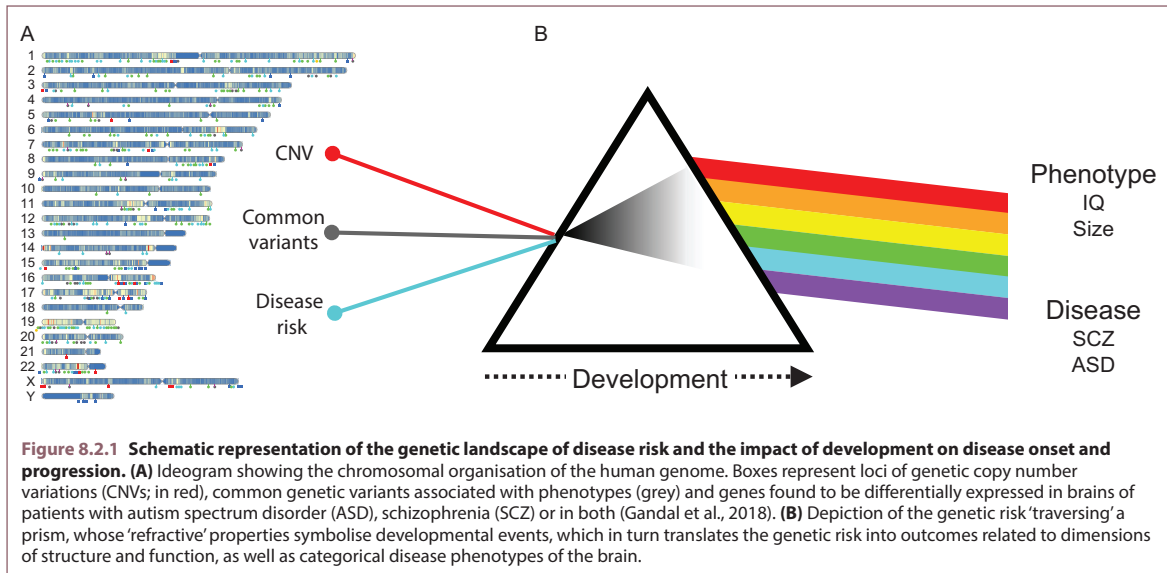 A
B
1
2
3
4
5
6
7
8
9
10
11
12
13
14
15
16
17
18
19
20
21
22
X
Y
CNV
Common
variants
Disease
risk
Development
Phenotype
IQ
Size
Disease
SCZ
ASD
Figure 8.2.1 Schematic representation of the genetic landscape of disease risk and the impact of development on disease onset and
progression. (A) Ideogram showing the chromosomal organisation of the human genome. Boxes represent loci of genetic copy number
variations (CNVs; in red), common genetic variants associated with phenotypes (grey) and genes found to be differentially expressed in brains of
patients with autism spectrum disorder (ASD), schizophrenia (SCZ) or in both (Gandal et al., 2018). (B) Depiction of the genetic risk ‘traversing’ a
prism, whose ‘refractive’ properties symbolise developmental events, which in turn translates the genetic risk into outcomes related to dimensions
of structure and function, as well as categorical disease phenotypes of the brain.